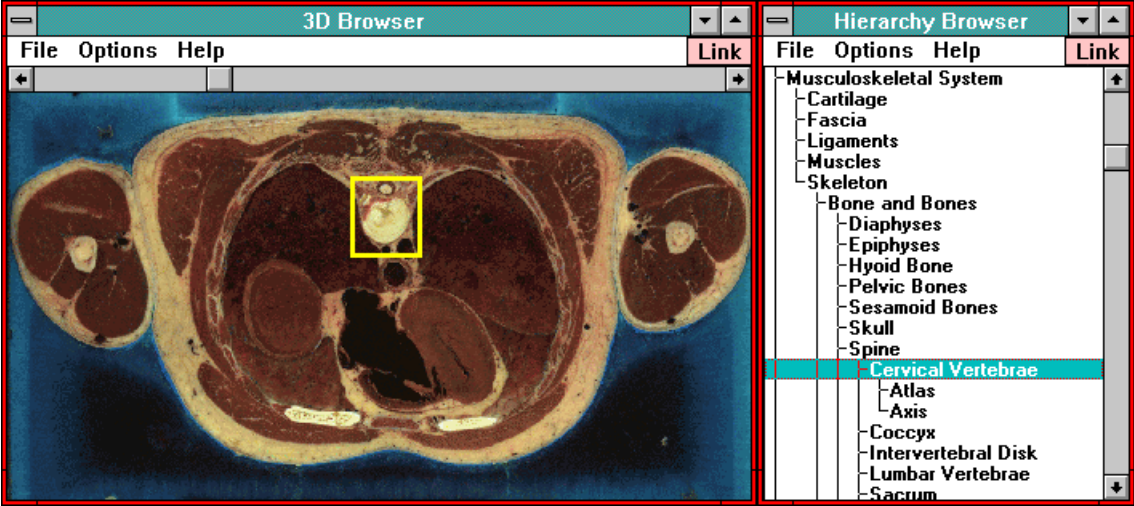 3D Browser
File Options Help Link
Hierarchy Browser
File Options Help Link
Musculoskeletal System
Cartilage
Fascia
Ligaments
Muscles
Skeleton
Bone and Bones
Diaphyses
Epiphyses
Hyoid Bone
Pelvic Bones
Sesamoid Bones
Skull
Spine
Cervical Vertebrae
Atlas
Axis
Coccyx
Intervertebral Disk
Lumbar Vertebrae
Sacrum